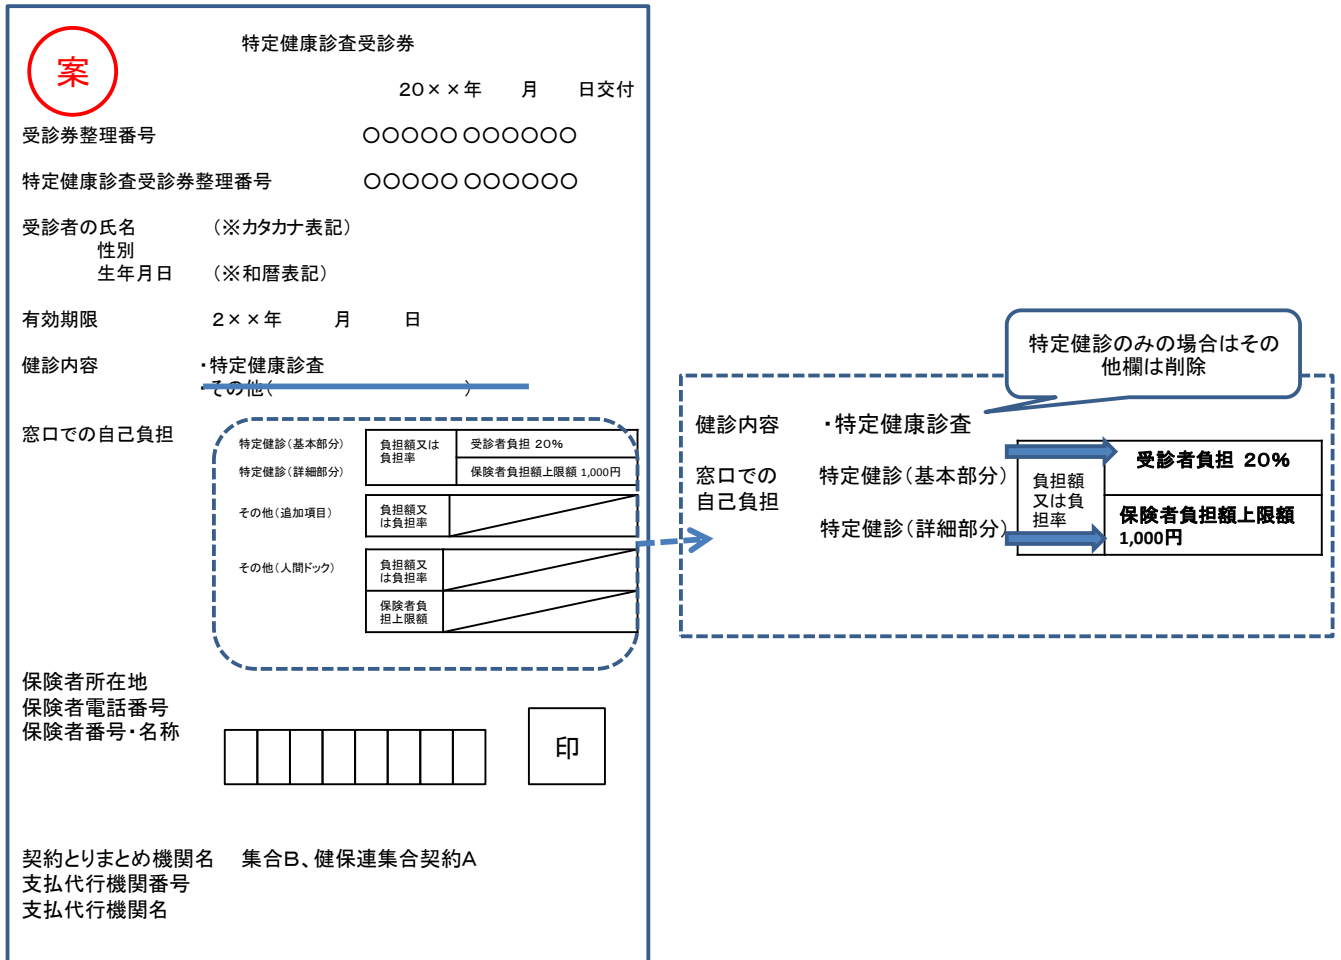 案
特定健康診査受診券
20××年　月　日交付
受診券整理番号　○○○○○ ○○○○○○
特定健康診査受診券整理番号　○○○○○ ○○○○○○
受診者の氏名　（※カタカナ表記）
性別
生年月日　（※和暦表記）
有効期限　2××年　月　日
健診内容　・特定健康診査
・その他（　）
窓口での自己負担
特定健診（基本部分）
負担額又は
負担率
受診者負担 20%
特定健診（詳細部分）
保険者負担額上限額 1,000円
その他（追加項目）
負担額又
は負担率
その他（人間ドック）
負担額又
は負担率
保険者負
担上限額
保険者所在地
保険者電話番号
保険者番号・名称
印
契約とりまとめ機関名　集合B、健保連集合契約A
支払代行機関番号
支払代行機関名
特定健診のみの場合はその
他欄は削除
健診内容　・特定健康診査
窓口での
自己負担
特定健診（基本部分）
特定健診（詳細部分）
負担額
又は負
担率
受診者負担 20%
保険者負担額上限額
1,000円